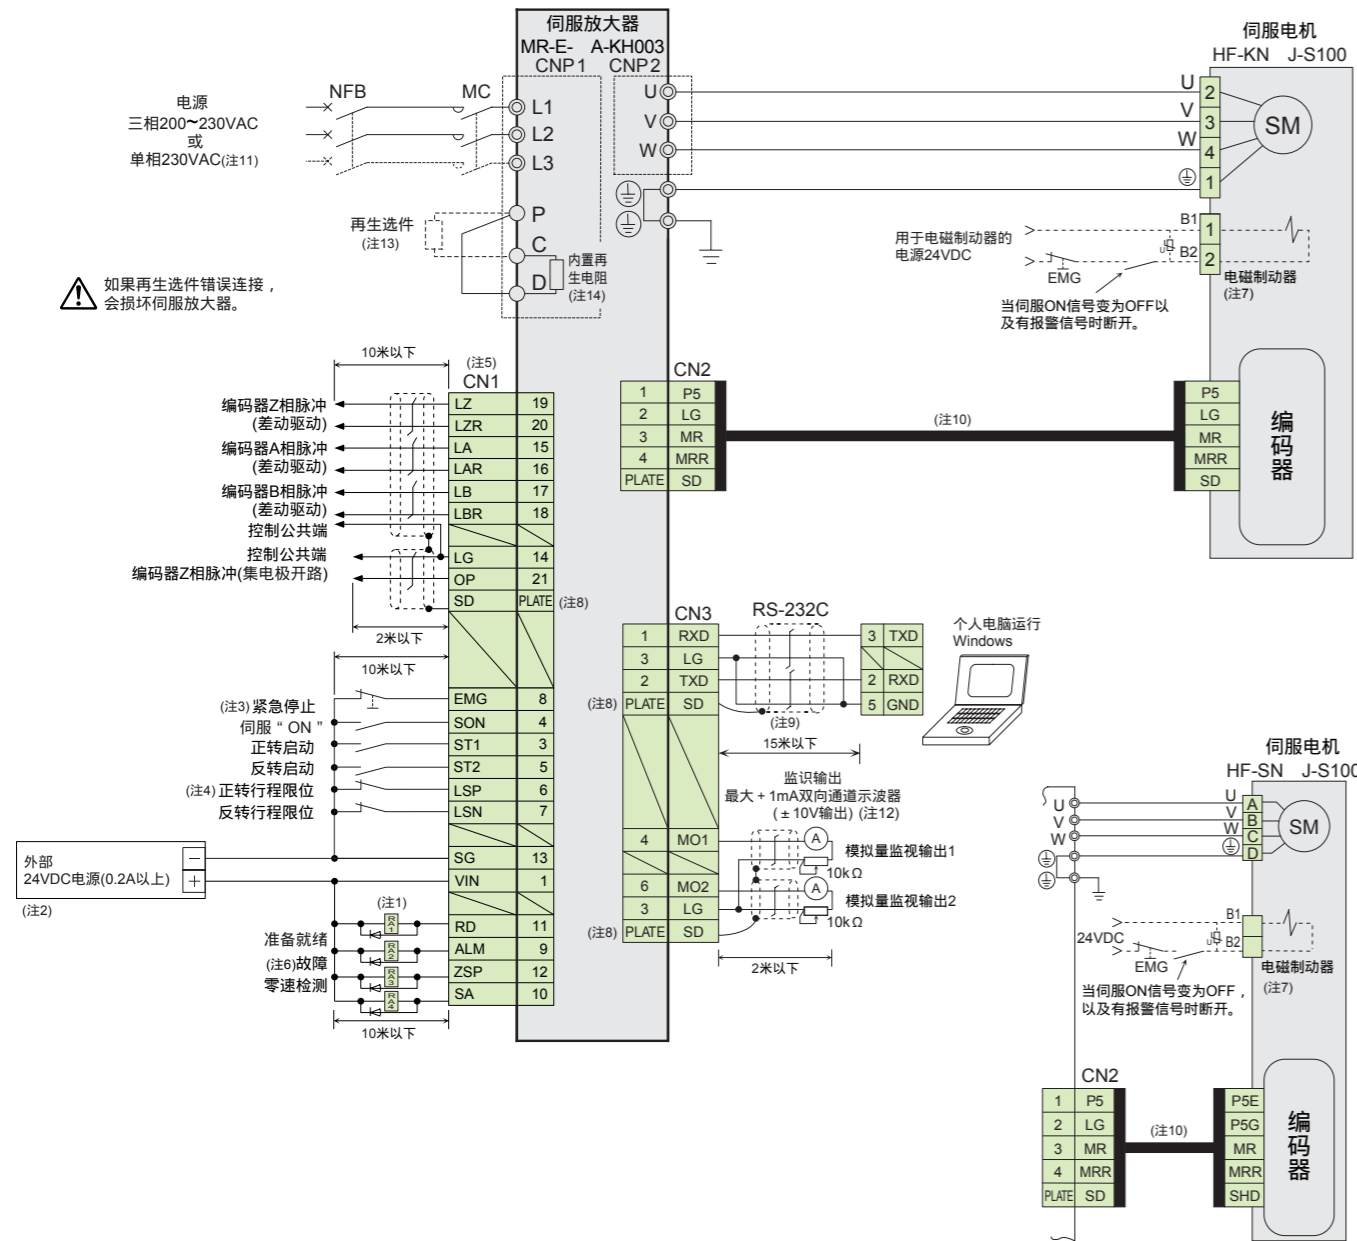 伺服放大器
MR-E- A-KH003
CNP1 CNP2
电源
三相200~230VAC
或
单相230VAC(注11)
NFB MC
L1
L2
L3
P
C
D
再生选件
(注13)
内置再
生电阻
(注14)
如果再生选件错误连接，
会损坏伺服放大器。
U
V
W
伺服电机
HF-KN J-S100
U 2
V 3
W 4
1
SM
用于电磁制动器的
电源24VDC
EMG
U
B1 1
B2 2
电磁制动器
(注7)
当伺服ON信号变为OFF以
及有报警信号时断开。
10米以下
(注5)
CN1
编码器Z相脉冲
(差动驱动)
编码器A相脉冲
(差动驱动)
编码器B相脉冲
(差动驱动)
控制公共端
控制公共端
编码器Z相脉冲(集电极开路)
LZ 19
LZR 20
LA 15
LAR 16
LB 17
LBR 18
LG 14
OP 21
SD PLATE (注8)
2米以下
10米以下
(注3)紧急停止
伺服“ON”
正转启动
反转启动
(注4)正转行程限位
反转行程限位
EMG 8
SON 4
ST1 3
ST2 5
LSP 6
LSN 7
SG 13
VIN 1
外部
24VDC电源(0.2A以上)
−
+
(注2)
(注1)
准备就绪
(注6)故障
零速检测
RA1
RA2
RA3
RA4
RD 11
ALM 9
ZSP 12
SA 10
10米以下
CN2
1 P5
2 LG
3 MR
4 MRR
PLATE SD
(注10)
P5
LG
MR
MRR
SD
编码器
CN3
RS-232C
1 RXD
3 LG
2 TXD
(注8) PLATE SD
3 TXD
2 RXD
5 GND
(注9)
15米以下
个人电脑运行
Windows
监识输出
最大＋1mA双向通道示波器
(±10V输出) (注12)
4 MO1
6 MO2
3 LG
(注8) PLATE SD
A
模拟量监视输出1
10kΩ
A
模拟量监视输出2
10kΩ
2米以下
伺服电机
HF-SN J-S100
U
V
W
U A
V B
W C
D
SM
24VDC
EMG
U
B1
B2
电磁制动器
(注7)
当伺服ON信号变为OFF，
以及有报警信号时断开。
CN2
1 P5
2 LG
3 MR
4 MRR
PLATE SD
(注10)
P5E
P5G
MR
MRR
SHD
编码器